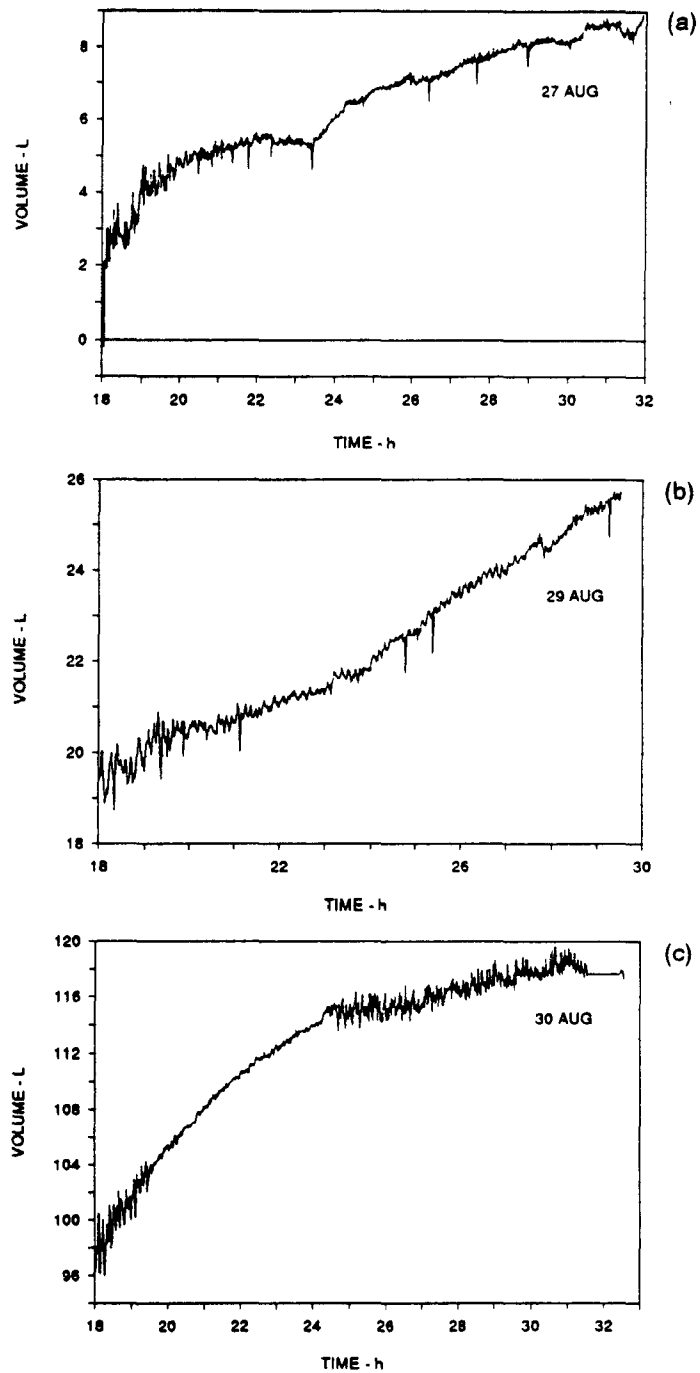 (a)
8
6
4
2
0
VOLUME - L
27 AUG
18 20 22 24 26 28 30 32
TIME - h
(b)
26
24
22
20
18
VOLUME - L
29 AUG
18 22 26 30
TIME - h
(c)
120
116
112
108
104
100
96
VOLUME - L
30 AUG
18 20 22 24 26 28 30 32
TIME - h